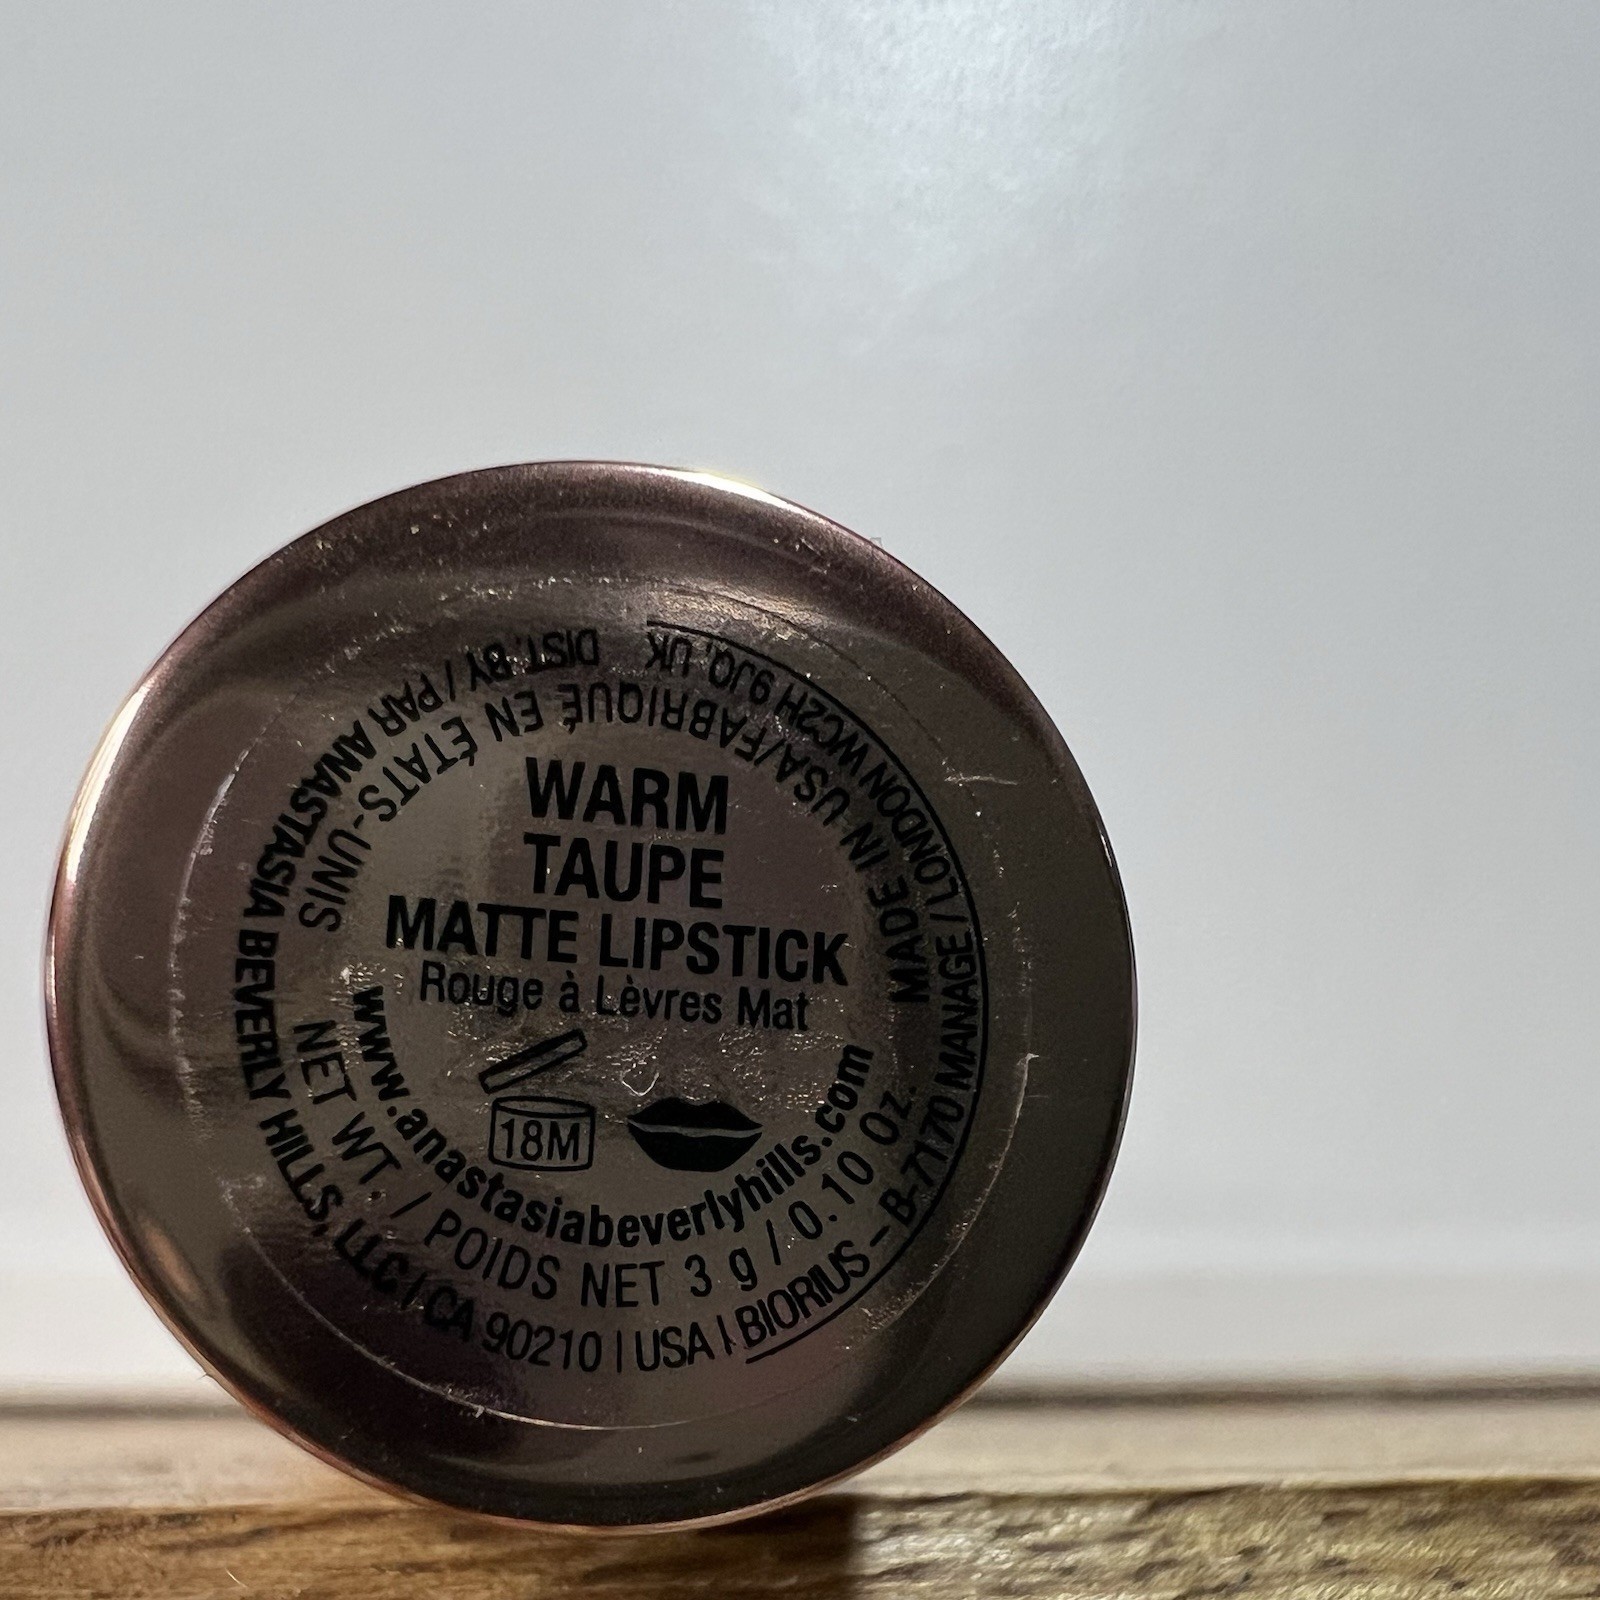 WARM
TAUPE
MATTE LIPSTICK
Rouge à Lèvres Mat
18M
www.anastasiabeverlyhills.com
MADE IN USA/FABRIQUÉ EN ÉTATS-UNIS
NET WT. / POIDS NET 3 g / 0.10 Oz.
DIST. BY / PAR ANASTASIA BEVERLY HILLS, LLC | CA 90210 | USA | BIORIUS – B-7170 MANAGE / LONDON WC2H 9JQ, UK